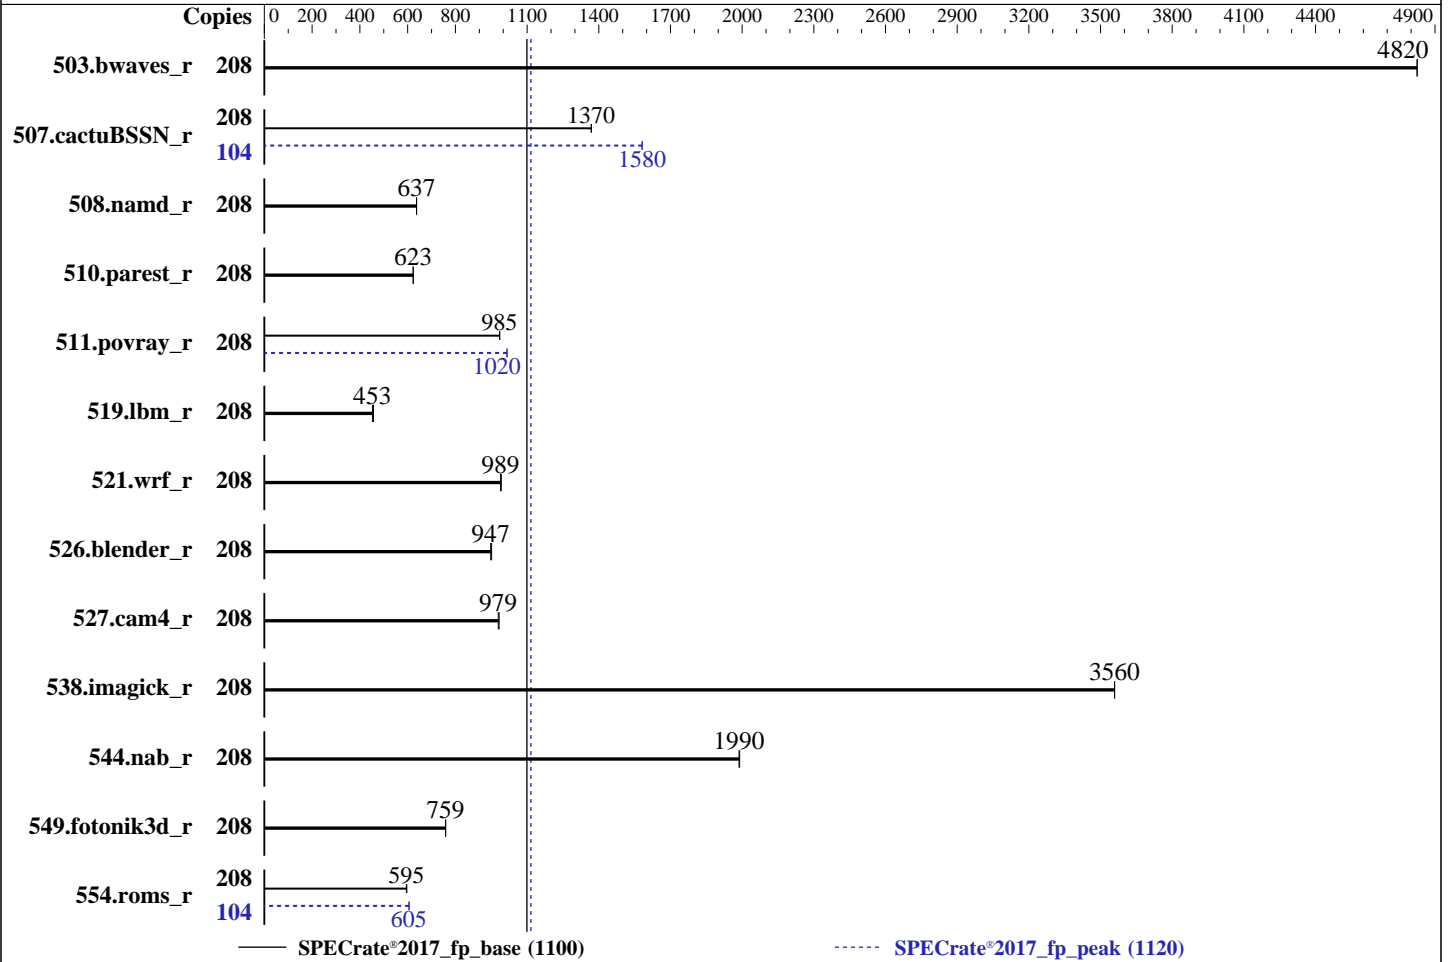 Copies 0 200 400 600 800 1100 1400 1700 2000 2300 2600 2900 3200 3500 3800 4100 4400 4900
503.bwaves_r 208 4820
507.cactuBSSN_r 208 1370
104 1580
508.namd_r 208 637
510.parest_r 208 623
511.povray_r 208 985
1020
519.lbm_r 208 453
521.wrf_r 208 989
526.blender_r 208 947
527.cam4_r 208 979
538.imagick_r 208 3560
544.nab_r 208 1990
549.fotonik3d_r 208 759
554.roms_r 208 595
104 605
SPECrate®2017_fp_base (1100) SPECrate®2017_fp_peak (1120)